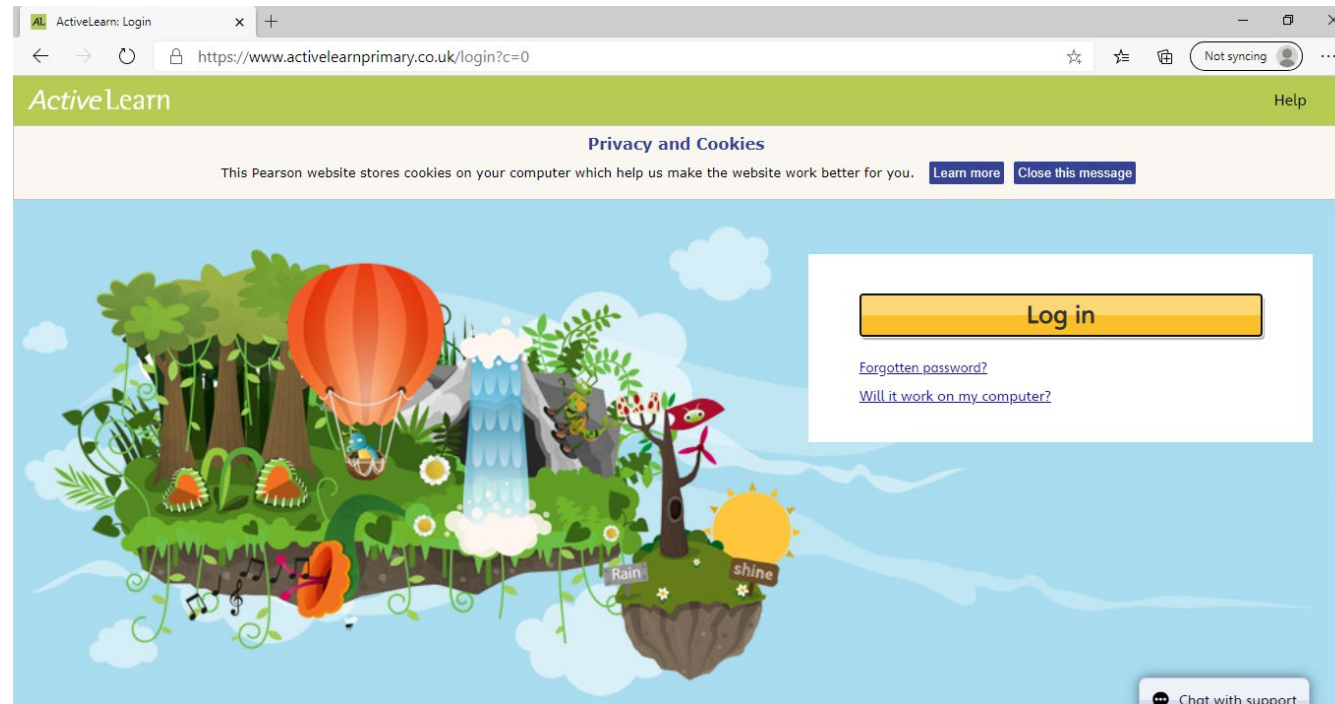 AL ActiveLearn: Login
https://www.activelearnprimary.co.uk/login?c=0
Not syncing
ActiveLearn
Help
Privacy and Cookies
This Pearson website stores cookies on your computer which help us make the website work better for you. Learn more Close this message
Log in
Forgotten password?
Will it work on my computer?
Rain
shine
Chat with support